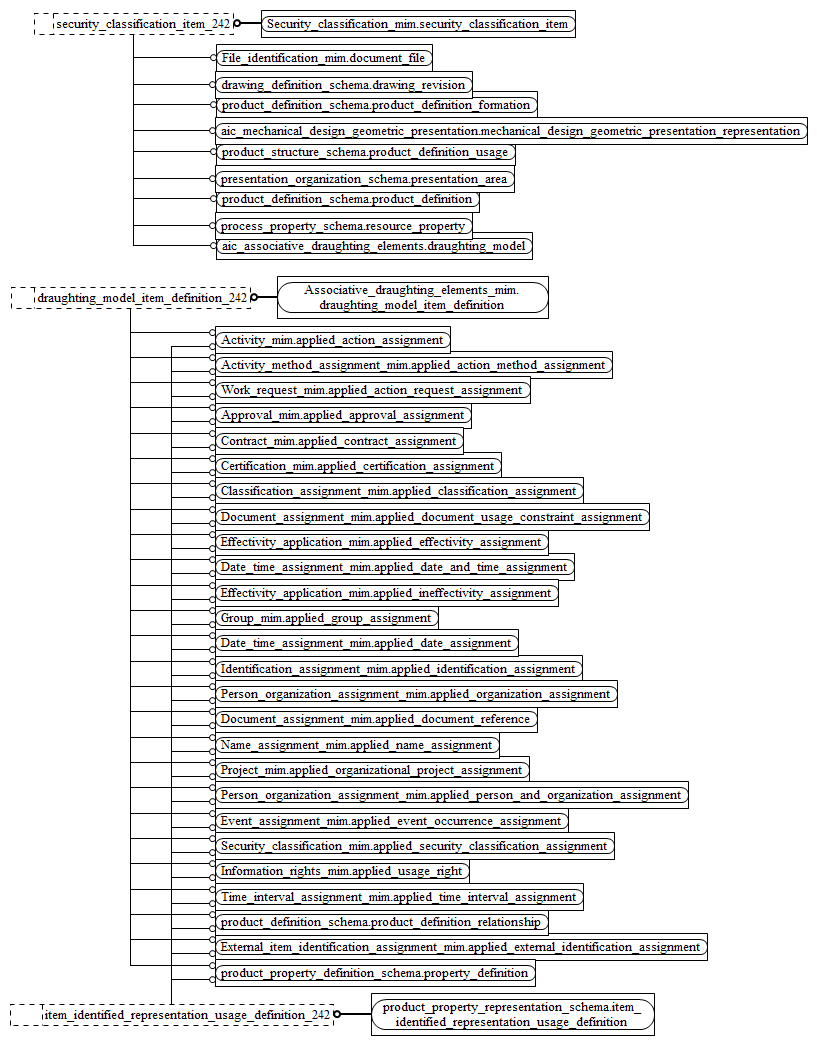 security_classification_item_242
Security_classification_mim.security_classification_item
File_identification_mim.document_file
drawing_definition_schema.drawing_revision
product_definition_schema.product_definition_formation
aic_mechanical_design_geometric_presentation.mechanical_design_geometric_presentation_representation
product_structure_schema.product_definition_usage
presentation_organization_schema.presentation_area
product_definition_schema.product_definition
process_property_schema.resource_property
aic_associative_draughting_elements.draughting_model
draughting_model_item_definition_242
Associative_draughting_elements_mim.
draughting_model_item_definition
Activity_mim.applied_action_assignment
Activity_method_assignment_mim.applied_action_method_assignment
Work_request_mim.applied_action_request_assignment
Approval_mim.applied_approval_assignment
Contract_mim.applied_contract_assignment
Certification_mim.applied_certification_assignment
Classification_assignment_mim.applied_classification_assignment
Document_assignment_mim.applied_document_usage_constraint_assignment
Effectivity_application_mim.applied_effectivity_assignment
Date_time_assignment_mim.applied_date_and_time_assignment
Effectivity_application_mim.applied_ineffectivity_assignment
Group_mim.applied_group_assignment
Date_time_assignment_mim.applied_date_assignment
Identification_assignment_mim.applied_identification_assignment
Person_organization_assignment_mim.applied_organization_assignment
Document_assignment_mim.applied_document_reference
Name_assignment_mim.applied_name_assignment
Project_mim.applied_organizational_project_assignment
Person_organization_assignment_mim.applied_person_and_organization_assignment
Event_assignment_mim.applied_event_occurrence_assignment
Security_classification_mim.applied_security_classification_assignment
Information_rights_mim.applied_usage_right
Time_interval_assignment_mim.applied_time_interval_assignment
product_definition_schema.product_definition_relationship
External_item_identification_assignment_mim.applied_external_identification_assignment
product_property_definition_schema.property_definition
item_identified_representation_usage_definition_242
product_property_representation_schema.item_
identified_representation_usage_definition